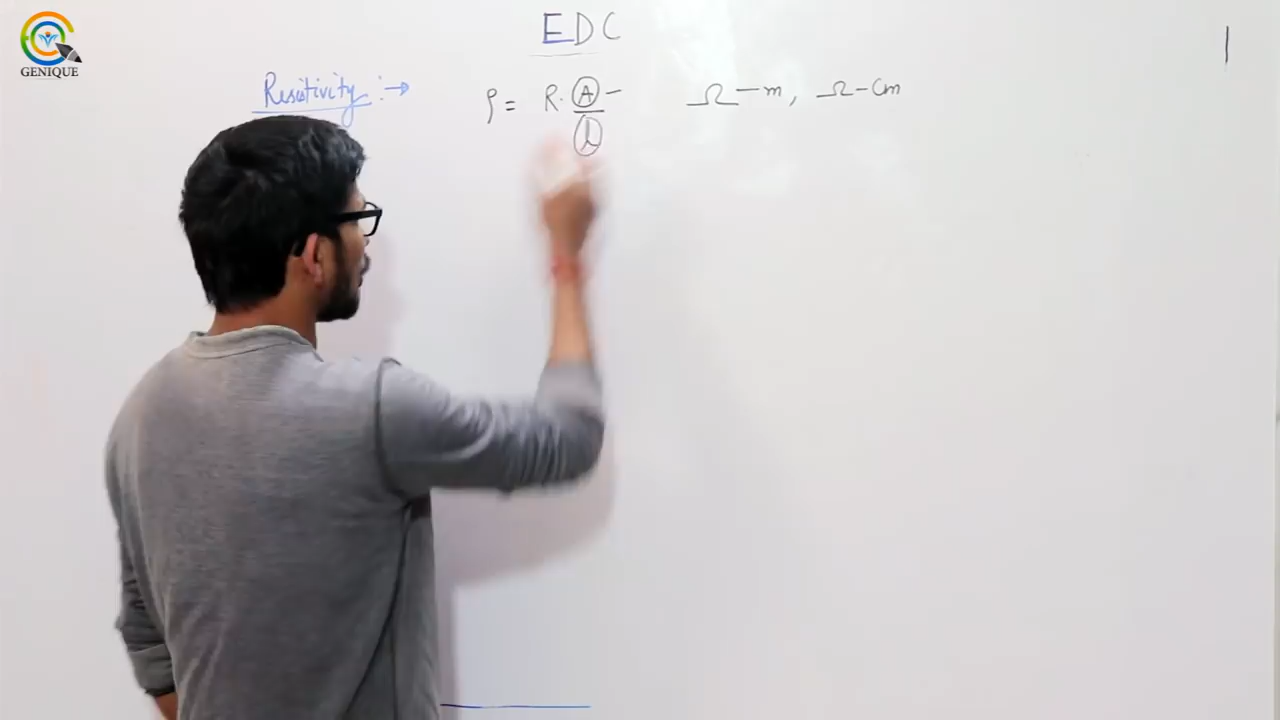 GENIQUE
EDC
Resistivity :→ ρ = R. A/l Ω-m, Ω-cm